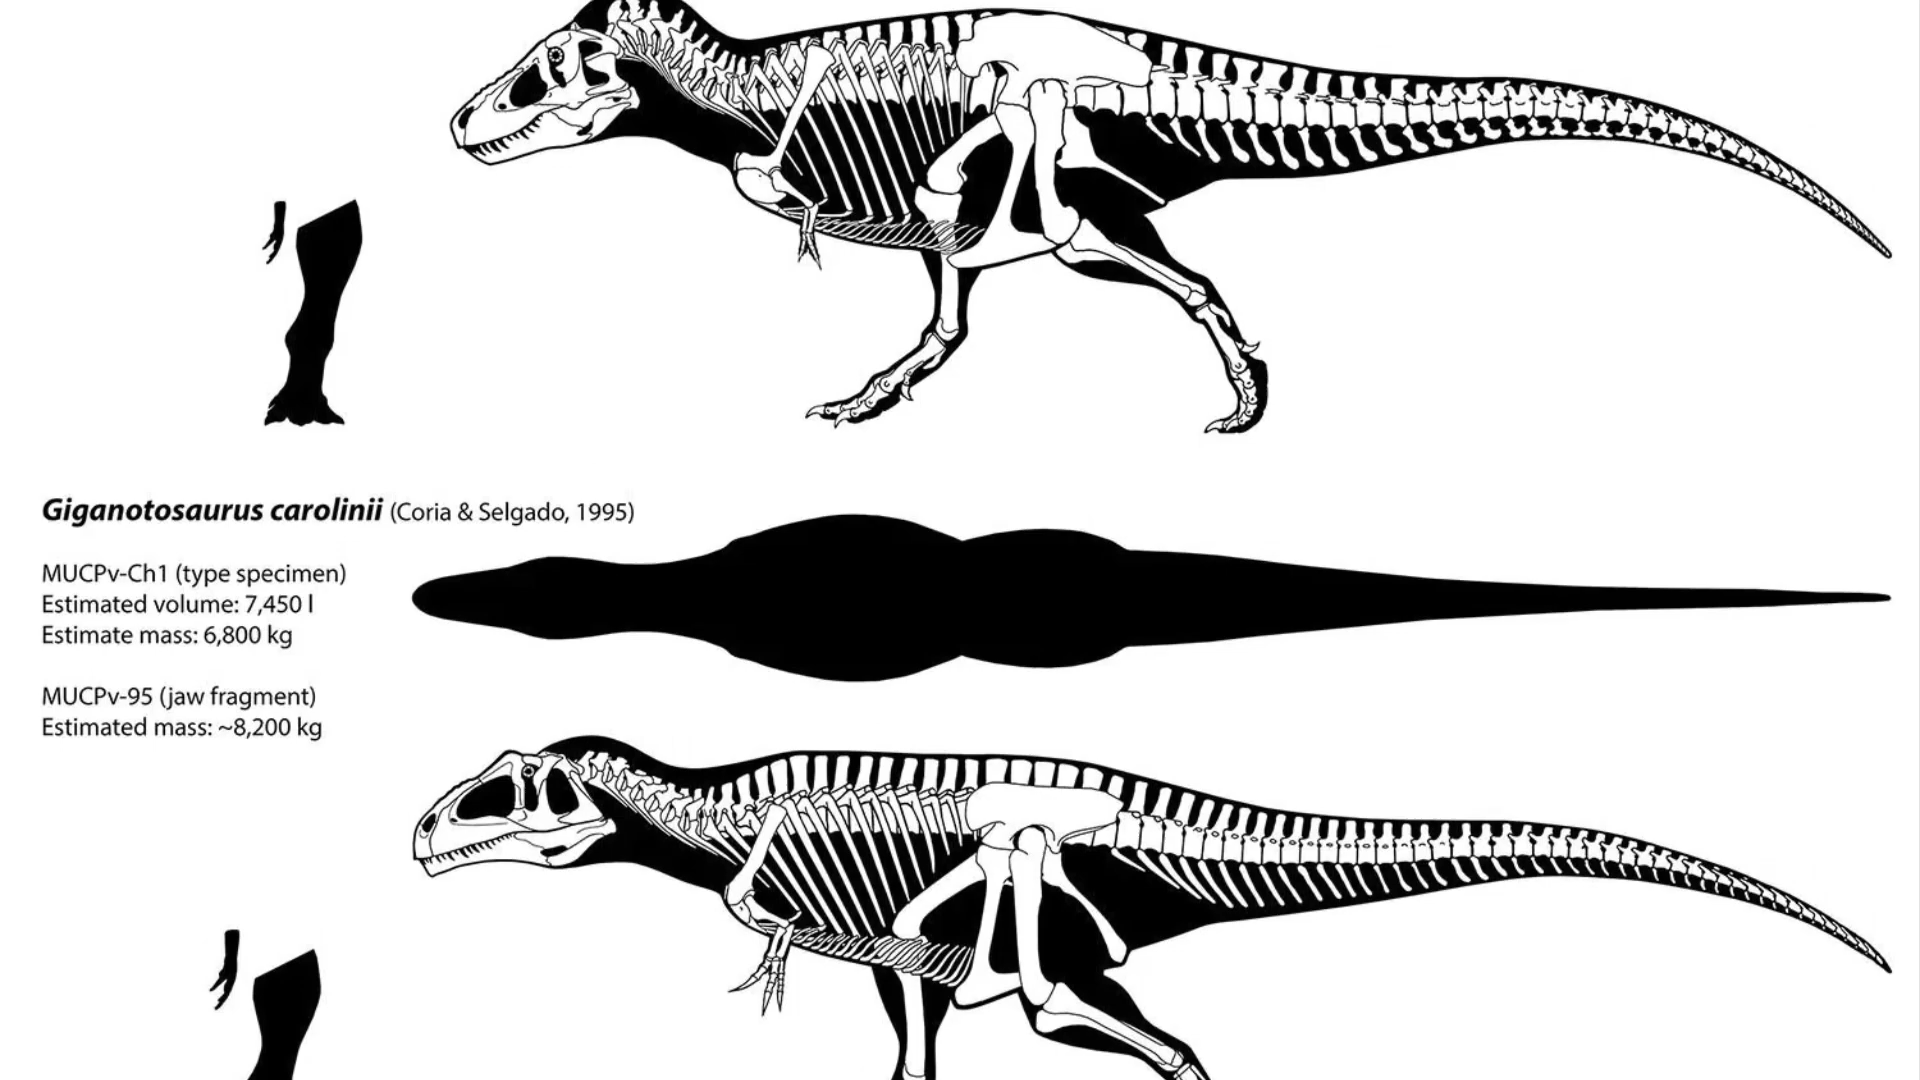 Giganotosaurus carolinii (Coria & Selgado, 1995)
MUCPv-Ch1 (type specimen)
Estimated volume: 7,450 l
Estimate mass: 6,800 kg
MUCPv-95 (jaw fragment)
Estimated mass: ~8,200 kg